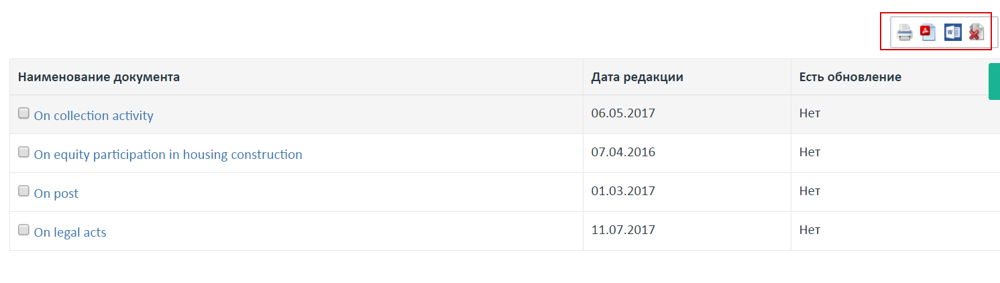 Наименование документа Дата редакции Есть обновление
On collection activity 06.05.2017 Нет
On equity participation in housing construction 07.04.2016 Нет
On post 01.03.2017 Нет
On legal acts 11.07.2017 Нет